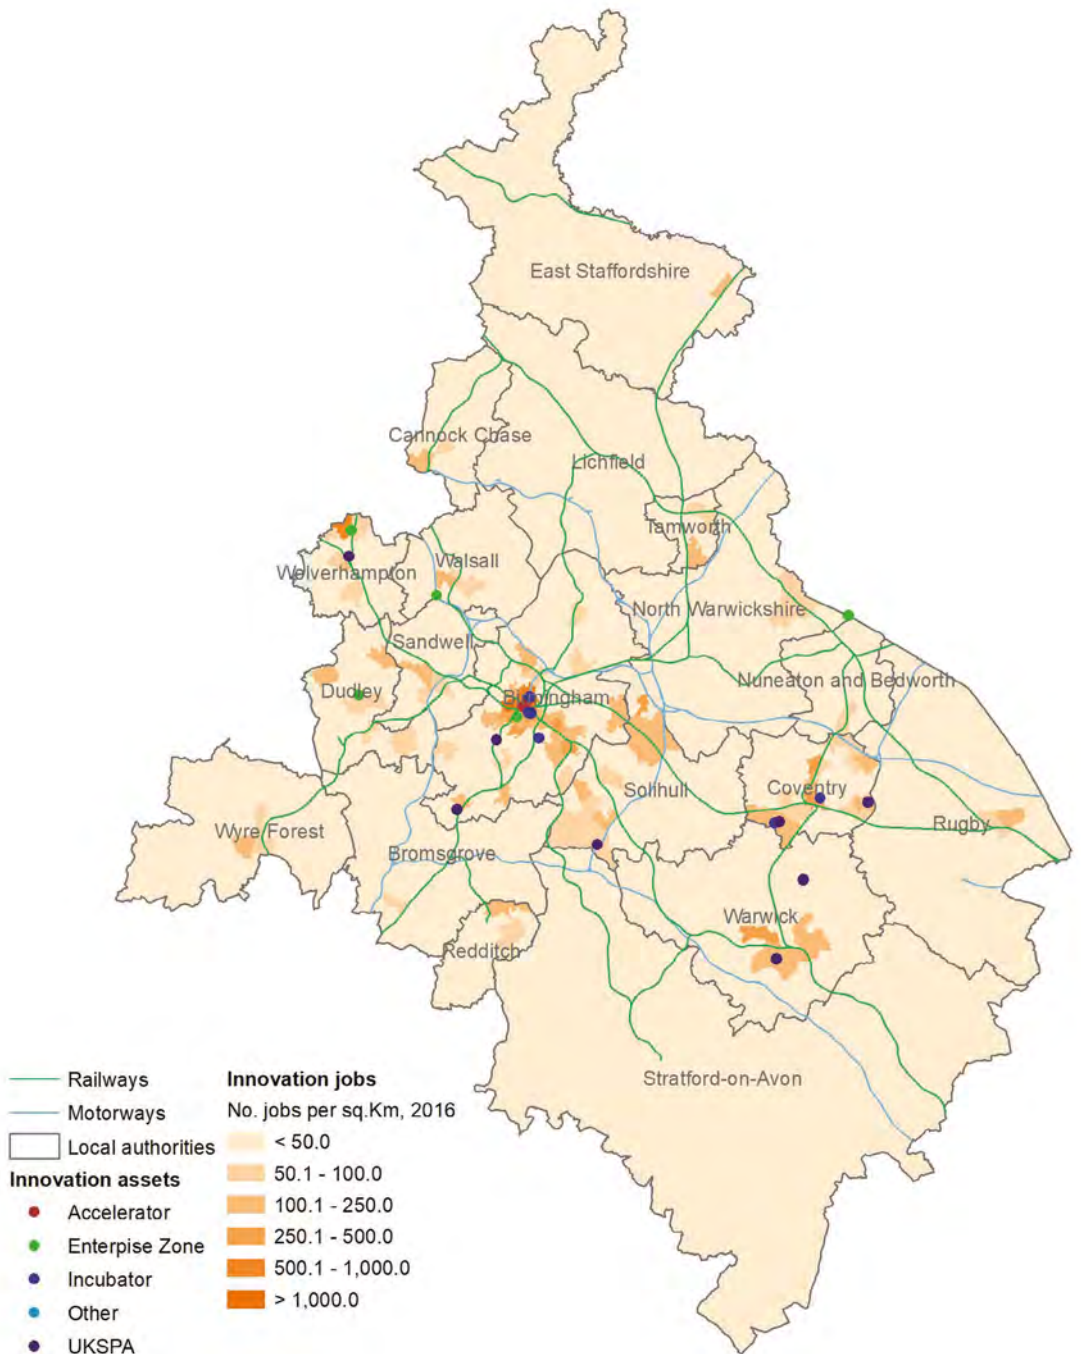 East Staffordshire
Cannock Chase
Lichfield
Tamworth
Walsall
Wolverhampton
North Warwickshire
Sandwell
Nuneaton and Bedworth
Dudley
Birmingham
Solihull
Coventry
Rugby
Wyre Forest
Bromsgrove
Warwick
Redditch
Stratford-on-Avon
Railways
Motorways
Local authorities
Innovation assets
Accelerator
Enterpise Zone
Incubator
Other
UKSPA
Innovation jobs
No. jobs per sq.Km, 2016
< 50.0
50.1 - 100.0
100.1 - 250.0
250.1 - 500.0
500.1 - 1,000.0
> 1,000.0